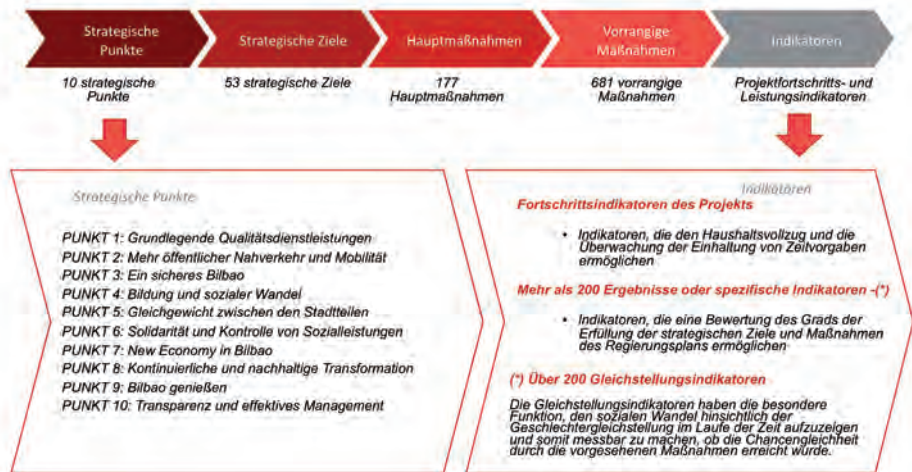 Strategische
Punkte
Strategische Ziele
Hauptmaßnahmen
Vorrangige
Maßnahmen
Indikatoren
10 strategische
Punkte
53 strategische Ziele
177
Hauptmaßnahmen
681 vorrangige
Maßnahmen
Projektfortschritts- und
Leistungsindikatoren
Strategische Punkte
PUNKT 1: Grundlegende Qualitätsdienstleistungen
PUNKT 2: Mehr öffentlicher Nahverkehr und Mobilität
PUNKT 3: Ein sicheres Bilbao
PUNKT 4: Bildung und sozialer Wandel
PUNKT 5: Gleichgewicht zwischen den Stadtteilen
PUNKT 6: Solidarität und Kontrolle von Sozialleistungen
PUNKT 7: New Economy in Bilbao
PUNKT 8: Kontinuierliche und nachhaltige Transformation
PUNKT 9: Bilbao genießen
PUNKT 10: Transparenz und effektives Management
Indikatoren
Fortschrittsindikatoren des Projekts
• Indikatoren, die den Haushaltsvollzug und die
Überwachung der Einhaltung von Zeitvorgaben
ermöglichen
Mehr als 200 Ergebnisse oder spezifische Indikatoren -(*)
• Indikatoren, die eine Bewertung des Grads der
Erfüllung der strategischen Ziele und Maßnahmen
des Regierungsplans ermöglichen
(*) Über 200 Gleichstellungsindikatoren
Die Gleichstellungsindikatoren haben die besondere
Funktion, den sozialen Wandel hinsichtlich der
Geschlechtergleichstellung im Laufe der Zeit aufzuzeigen
und somit messbar zu machen, ob die Chancengleichheit
durch die vorgesehenen Maßnahmen erreicht wurde.